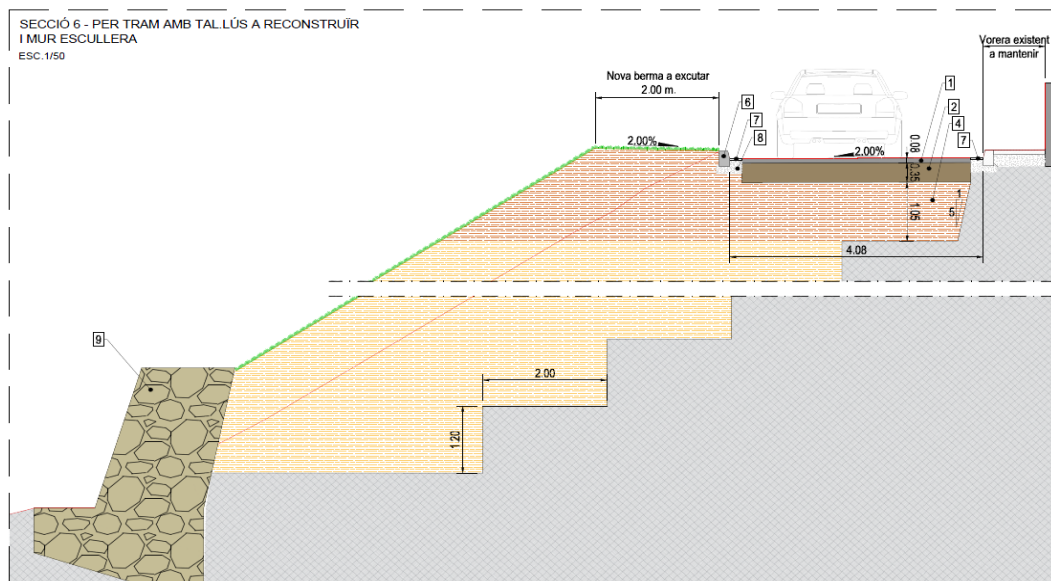 SECCIÓ 6 - PER TRAM AMB TAL.LÚS A RECONSTRUÏR
I MUR ESCULLERA
ESC.1/50
Vorera existent
a mantenir
Nova berma a excutar
2.00 m.
6
7
8
1
2
4
7
2.00%
2.00%
0.08
0.35
1.05
1
5
4.08
9
2.00
1.20